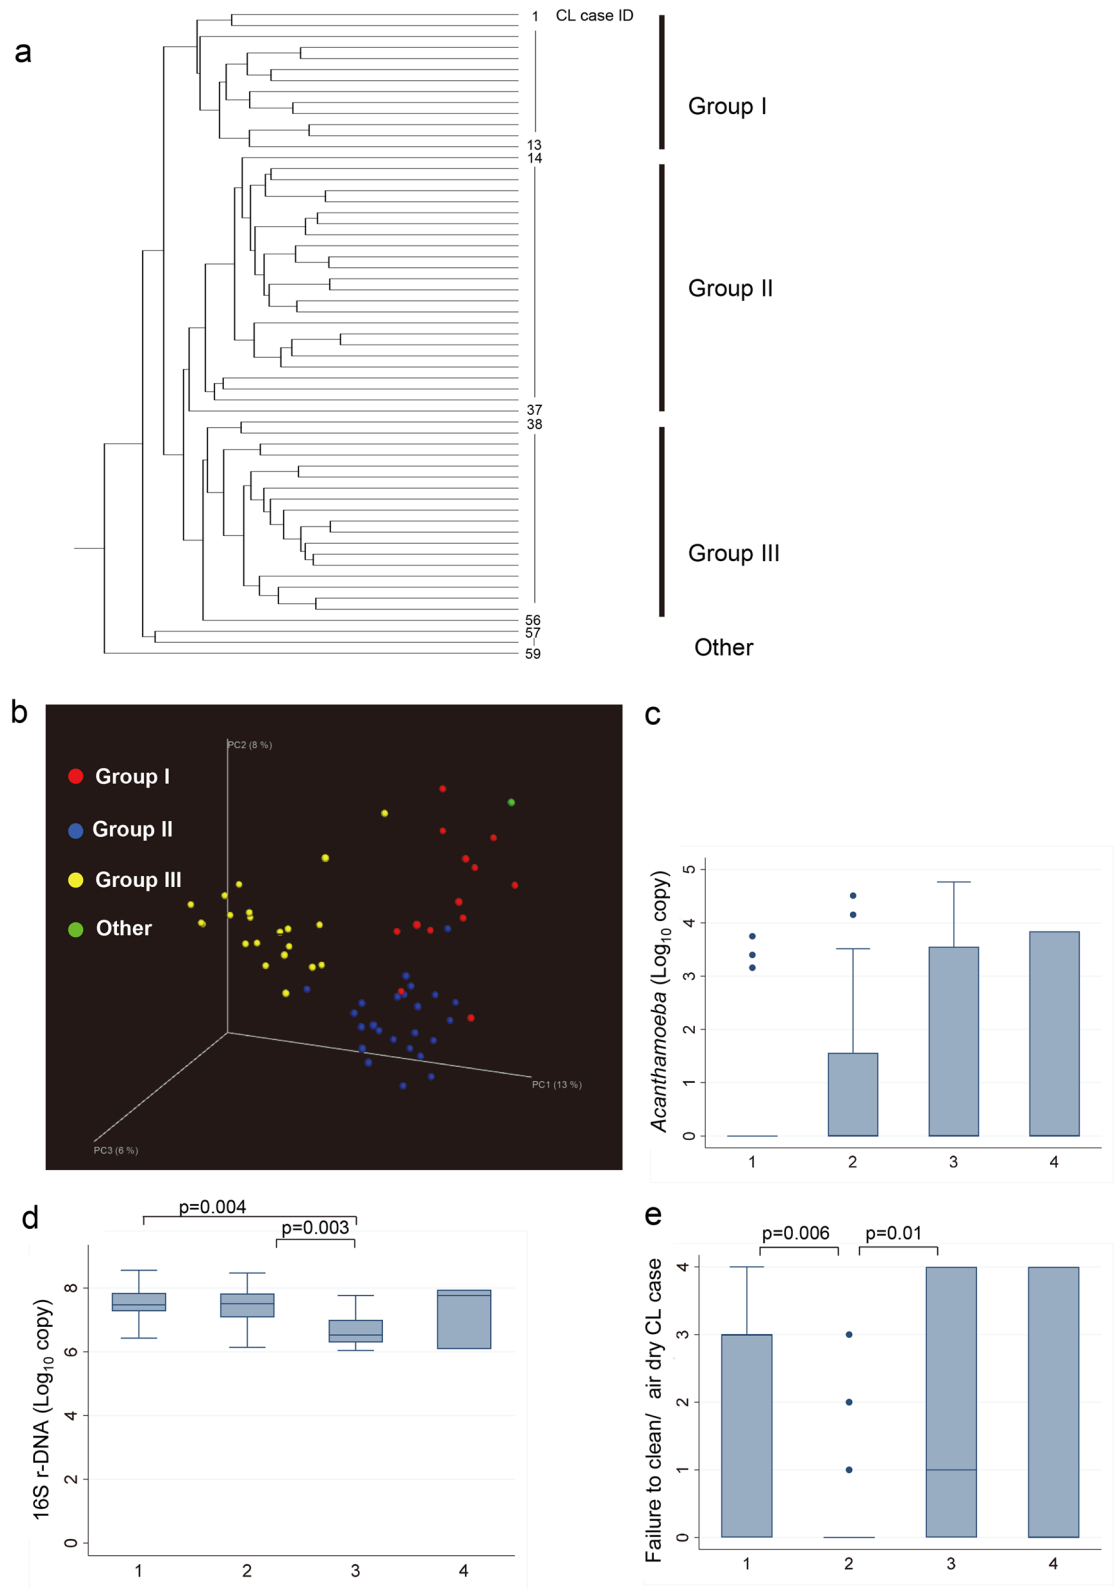 a
1 CL case ID
Group I
13
14
Group II
37
38
Group III
56
57
59
Other
b
PC2 (8 %)
Group I
Group II
Group III
Other
PC1 (13 %)
PC3 (6 %)
c
Acanthamoeba (Log10 copy)
5
4
3
2
1
0
1 2 3 4
d
p=0.004
p=0.003
16S r-DNA (Log10 copy)
8
6
4
2
0
1 2 3 4
e
p=0.006 p=0.01
Failure to clean/ air dry CL case
4
3
2
1
0
1 2 3 4